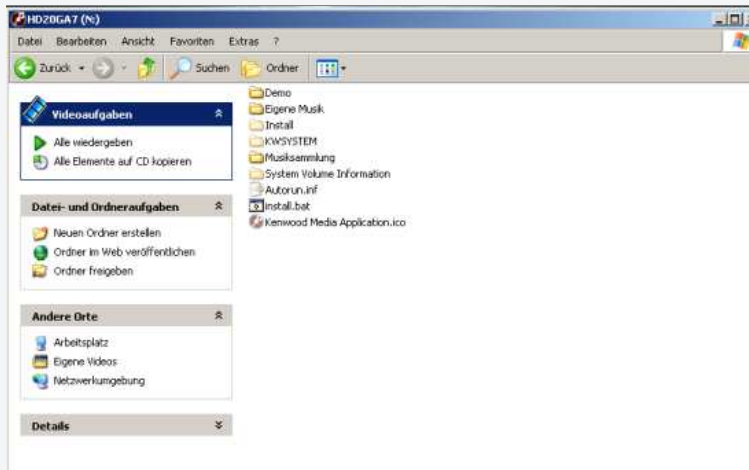 HD20GA7 (N:)
Datei Bearbeiten Ansicht Favoriten Extras ?
Zurück Suchen Ordner
Videoaufgaben
Alle wiedergeben
Alle Elemente auf CD kopieren
Datei- und Ordneraufgaben
Neuen Ordner erstellen
Ordner im Web veröffentlichen
Ordner freigeben
Andere Orte
Arbeitsplatz
Eigene Videos
Netzwerkumgebung
Details
Demo
Eigene Musik
Install
KWSYSTEM
Musiksammlung
System Volume Information
Autorun.inf
install.bat
Kenwood Media Application.ico